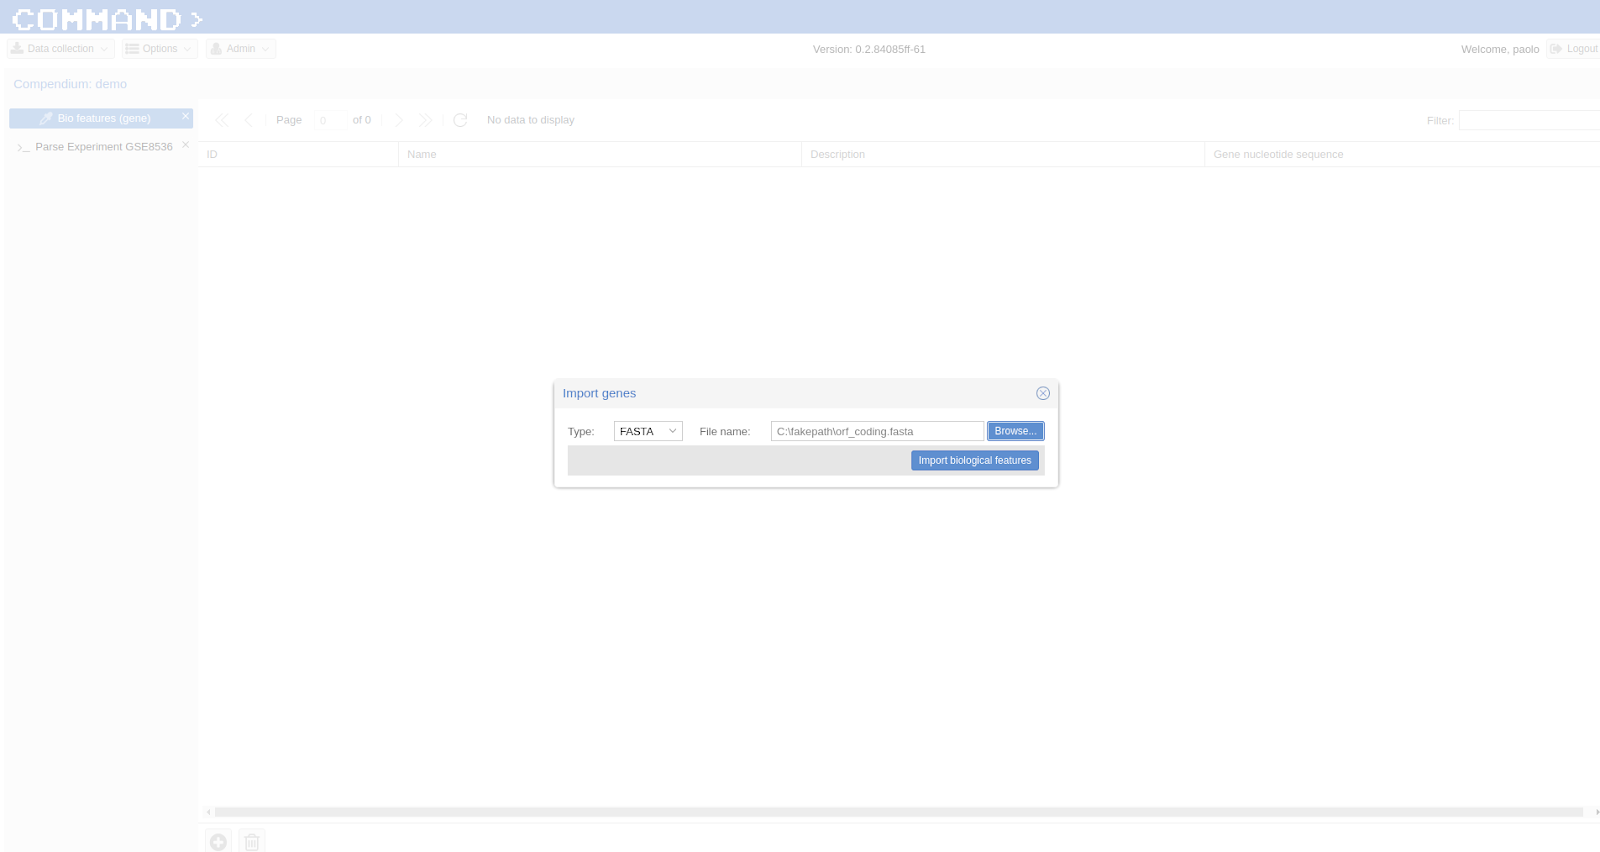 COMMAND>
Data collection Options Admin Version: 0.2.84085ff-61 Welcome, paolo Logout
Compendium: demo
Bio features (gene)
Parse Experiment GSE8536
Page 0 of 0 No data to display Filter:
ID Name Description Gene nucleotide sequence
Import genes
Type: FASTA File name: C:\fakepath\orf_coding.fasta Browse...
Import biological features